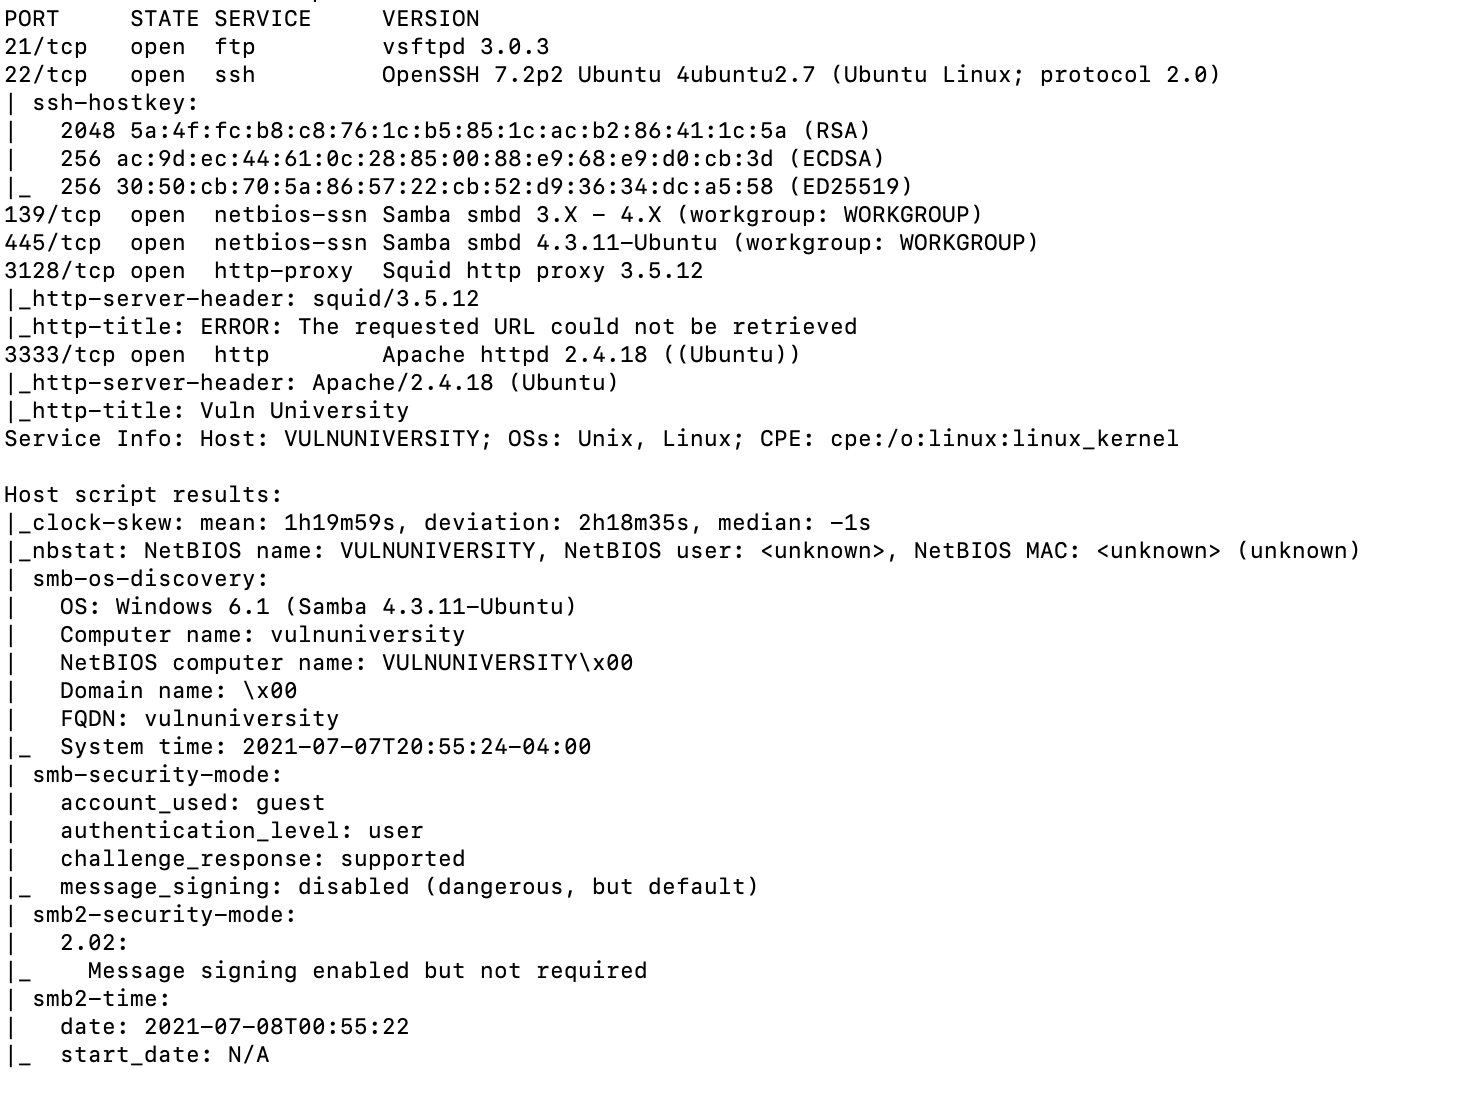 PORT     STATE SERVICE     VERSION
21/tcp   open  ftp         vsftpd 3.0.3
22/tcp   open  ssh         OpenSSH 7.2p2 Ubuntu 4ubuntu2.7 (Ubuntu Linux; protocol 2.0)
| ssh-hostkey:
|   2048 5a:4f:fc:b8:c8:76:1c:b5:85:1c:ac:b2:86:41:1c:5a (RSA)
|   256 ac:9d:ec:44:61:0c:28:85:00:88:e9:68:e9:d0:cb:3d (ECDSA)
|_  256 30:50:cb:70:5a:86:57:22:cb:52:d9:36:34:dc:a5:58 (ED25519)
139/tcp  open  netbios-ssn Samba smbd 3.X - 4.X (workgroup: WORKGROUP)
445/tcp  open  netbios-ssn Samba smbd 4.3.11-Ubuntu (workgroup: WORKGROUP)
3128/tcp open  http-proxy  Squid http proxy 3.5.12
|_http-server-header: squid/3.5.12
|_http-title: ERROR: The requested URL could not be retrieved
3333/tcp open  http        Apache httpd 2.4.18 ((Ubuntu))
|_http-server-header: Apache/2.4.18 (Ubuntu)
|_http-title: Vuln University
Service Info: Host: VULNUNIVERSITY; OSs: Unix, Linux; CPE: cpe:/o:linux:linux_kernel

Host script results:
|_clock-skew: mean: 1h19m59s, deviation: 2h18m35s, median: -1s
|_nbstat: NetBIOS name: VULNUNIVERSITY, NetBIOS user: <unknown>, NetBIOS MAC: <unknown> (unknown)
| smb-os-discovery:
|   OS: Windows 6.1 (Samba 4.3.11-Ubuntu)
|   Computer name: vulnuniversity
|   NetBIOS computer name: VULNUNIVERSITY\x00
|   Domain name: \x00
|   FQDN: vulnuniversity
|_  System time: 2021-07-07T20:55:24-04:00
| smb-security-mode:
|   account_used: guest
|   authentication_level: user
|   challenge_response: supported
|_  message_signing: disabled (dangerous, but default)
| smb2-security-mode:
|   2.02:
|_    Message signing enabled but not required
| smb2-time:
|   date: 2021-07-08T00:55:22
|_  start_date: N/A